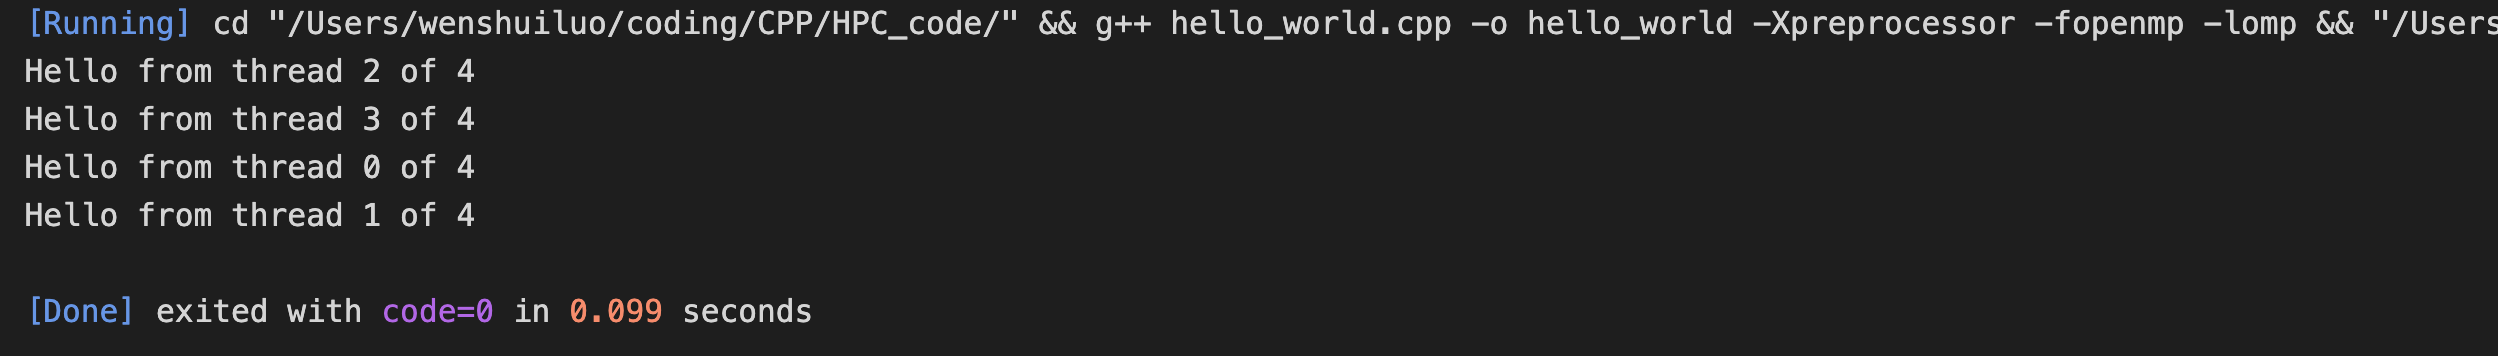 [Running] cd "/Users/wenshuiluo/coding/CPP/HPC_code/" && g++ hello_world.cpp -o hello_world -Xpreprocessor -fopenmp -lomp && "/Users
Hello from thread 2 of 4
Hello from thread 3 of 4
Hello from thread 0 of 4
Hello from thread 1 of 4
[Done] exited with code=0 in 0.099 seconds